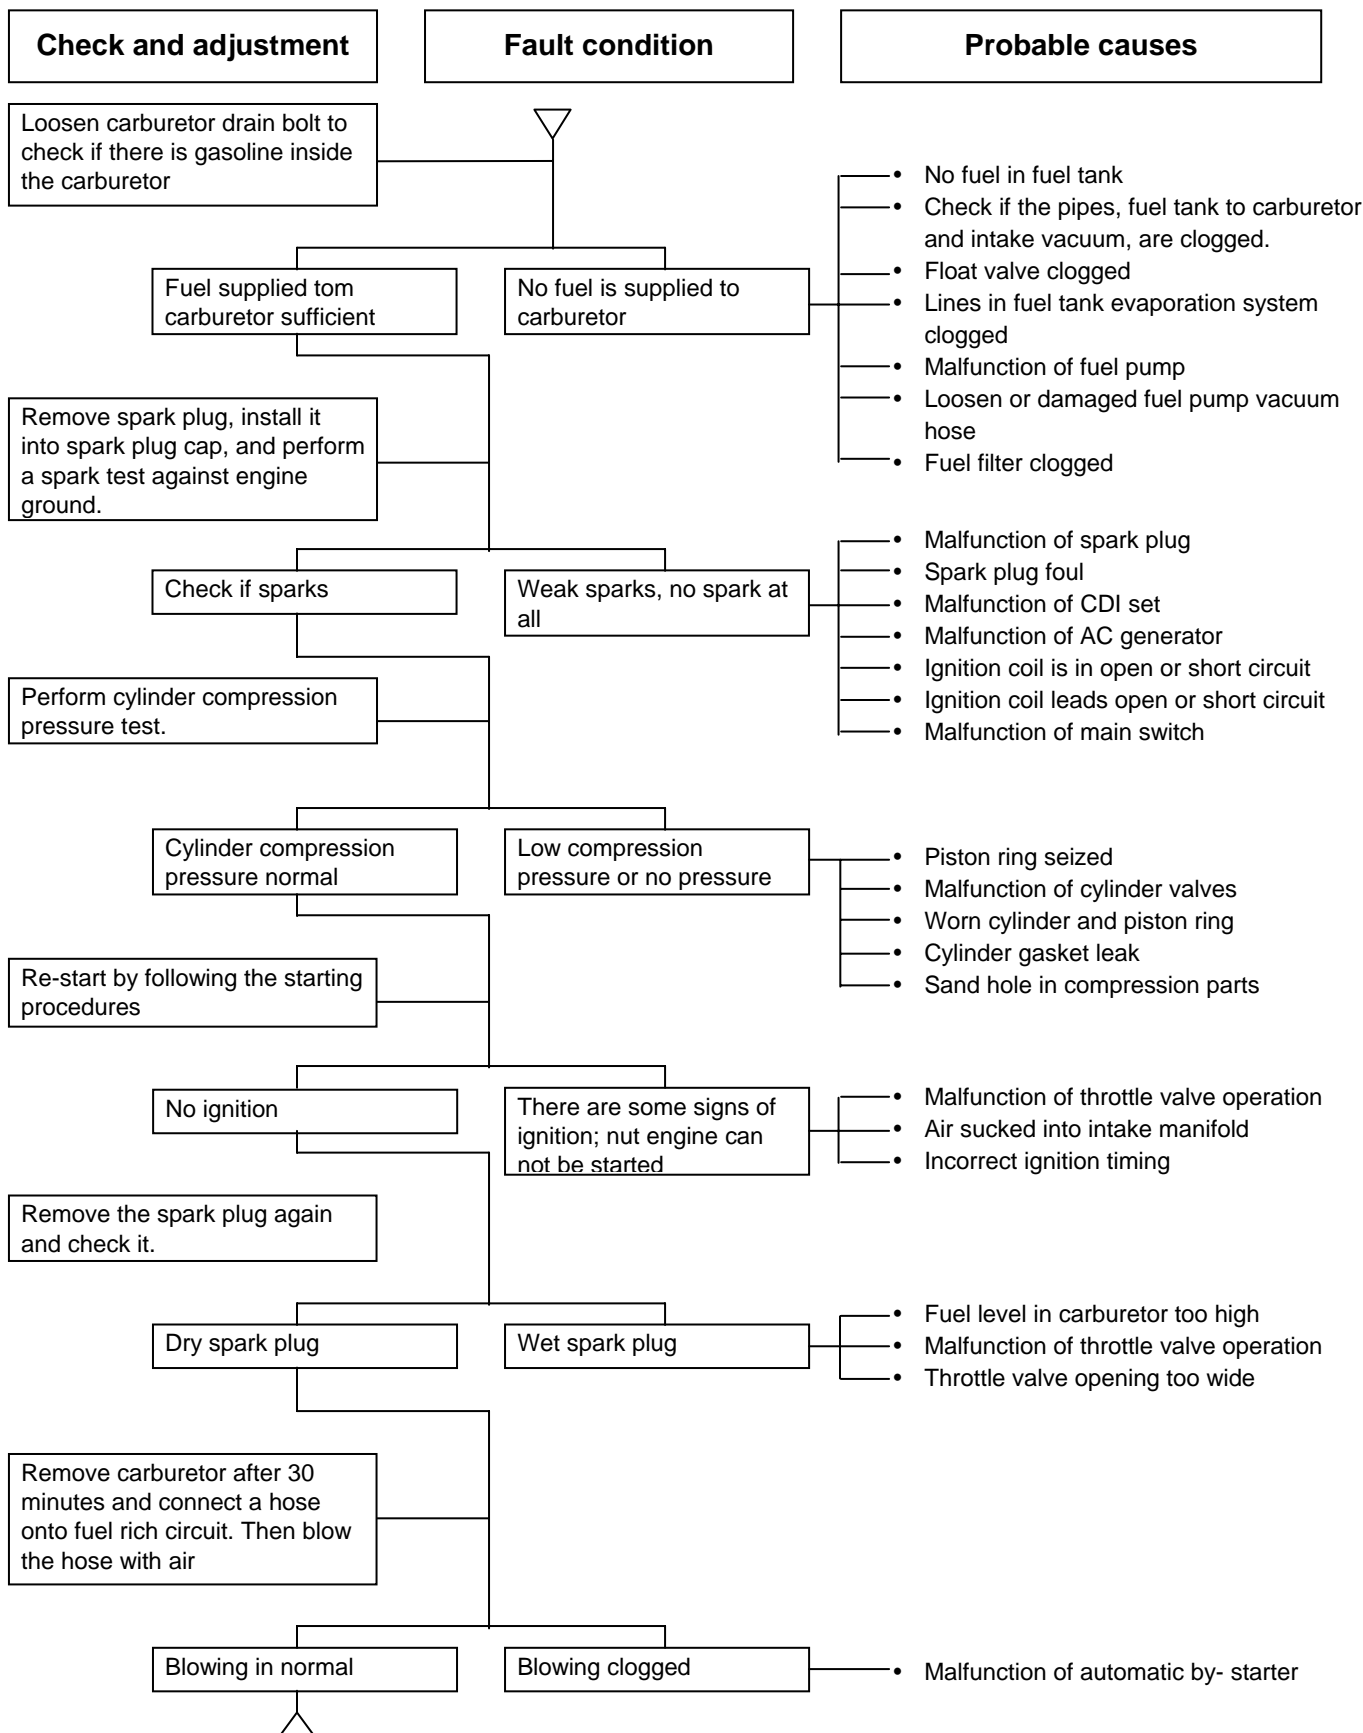 Check and adjustment
Fault condition
Probable causes
Loosen carburetor drain bolt to
check if there is gasoline inside
the carburetor
Fuel supplied tom
carburetor sufficient
No fuel is supplied to
carburetor
• No fuel in fuel tank
• Check if the pipes, fuel tank to carburetor
and intake vacuum, are clogged.
• Float valve clogged
• Lines in fuel tank evaporation system
clogged
• Malfunction of fuel pump
• Loosen or damaged fuel pump vacuum
hose
• Fuel filter clogged
Remove spark plug, install it
into spark plug cap, and perform
a spark test against engine
ground.
Check if sparks
Weak sparks, no spark at
all
• Malfunction of spark plug
• Spark plug foul
• Malfunction of CDI set
• Malfunction of AC generator
• Ignition coil is in open or short circuit
• Ignition coil leads open or short circuit
• Malfunction of main switch
Perform cylinder compression
pressure test.
Cylinder compression
pressure normal
Low compression
pressure or no pressure
• Piston ring seized
• Malfunction of cylinder valves
• Worn cylinder and piston ring
• Cylinder gasket leak
• Sand hole in compression parts
Re-start by following the starting
procedures
No ignition
There are some signs of
ignition; nut engine can
not be started
• Malfunction of throttle valve operation
• Air sucked into intake manifold
• Incorrect ignition timing
Remove the spark plug again
and check it.
Dry spark plug
Wet spark plug
• Fuel level in carburetor too high
• Malfunction of throttle valve operation
• Throttle valve opening too wide
Remove carburetor after 30
minutes and connect a hose
onto fuel rich circuit. Then blow
the hose with air
Blowing in normal
Blowing clogged
• Malfunction of automatic by- starter